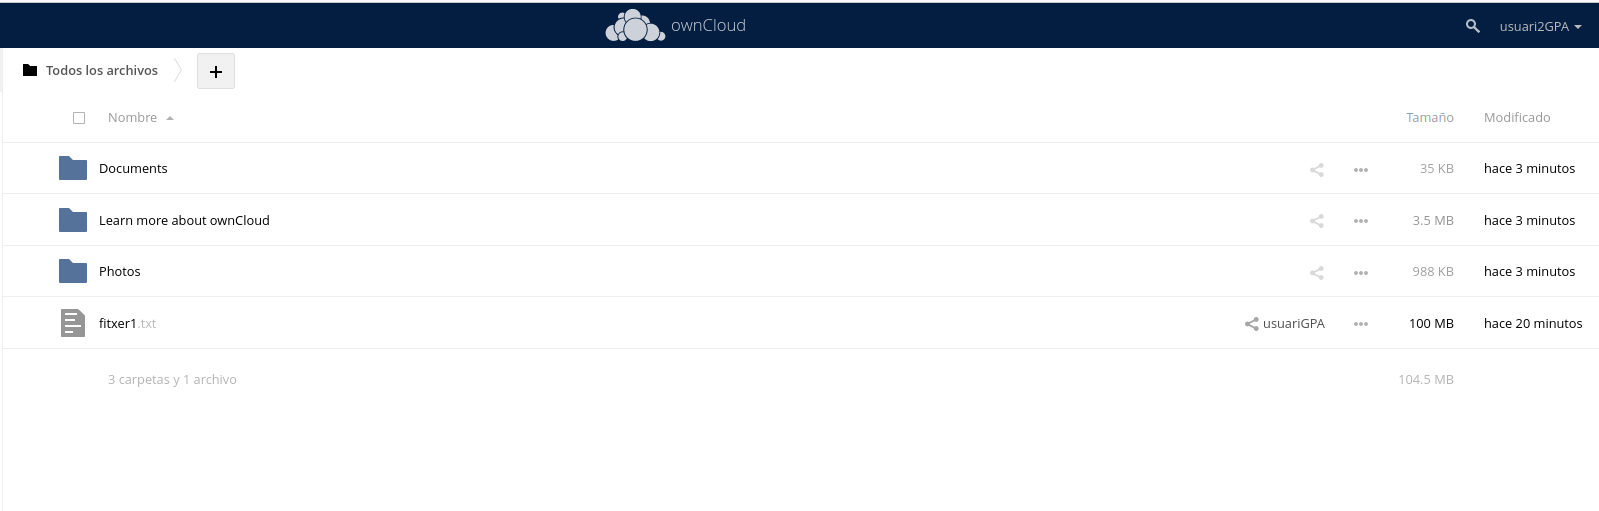 ownCloud usuari2GPA
Todos los archivos +
Nombre Tamaño Modificado
Documents 35 KB hace 3 minutos
Learn more about ownCloud 3.5 MB hace 3 minutos
Photos 988 KB hace 3 minutos
fitxer1.txt usuariGPA 100 MB hace 20 minutos
3 carpetas y 1 archivo 104.5 MB